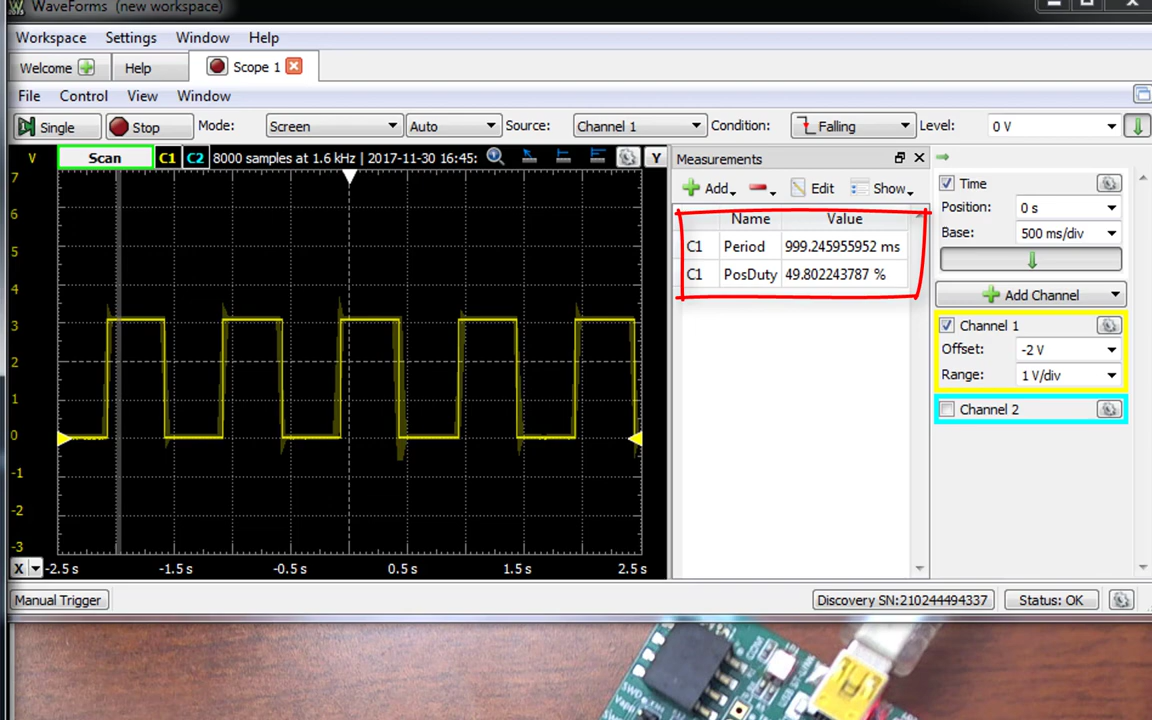 WaveForms (new workspace)
Workspace Settings Window Help
Welcome Help Scope 1
File Control View Window
Single Stop Mode: Screen Auto Source: Channel 1 Condition: Falling Level: 0 V
V Scan C1 C2 8000 samples at 1.6 kHz | 2017-11-30 16:45: Y
7
6
5
4
3
2
1
0
-1
-2
-3
X -2.5 s -1.5 s -0.5 s 0.5 s 1.5 s 2.5 s
Measurements
Add Edit Show
Name Value
C1 Period 999.245955952 ms
C1 PosDuty 49.802243787 %
Time
Position: 0 s
Base: 500 ms/div
Add Channel
Channel 1
Offset: -2 V
Range: 1 V/div
Channel 2
Manual Trigger Discovery SN:210244494337 Status: OK
COM
SWD